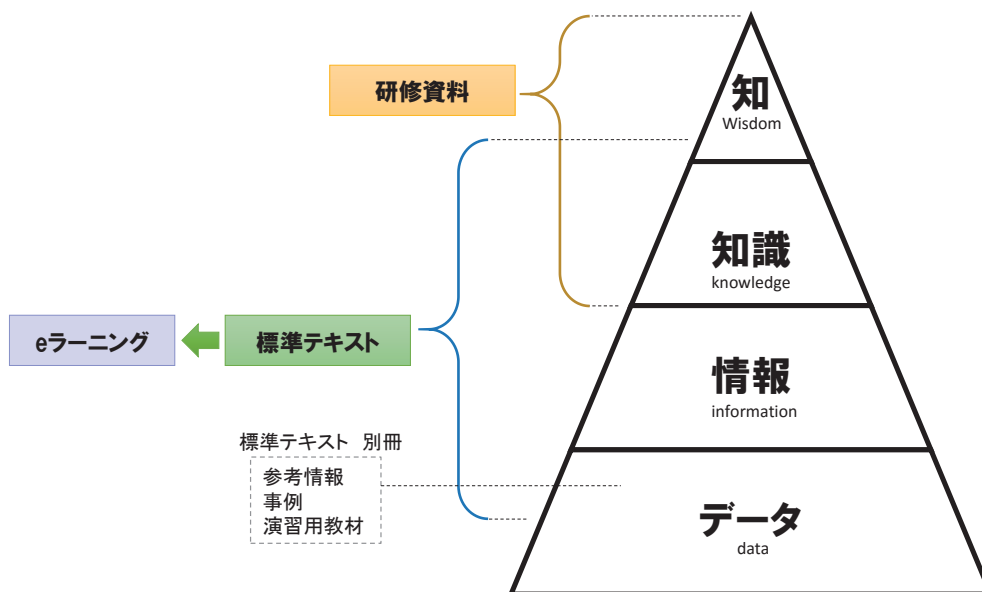 研修資料
知
Wisdom
知識
knowledge
eラーニング
標準テキスト
情報
information
標準テキスト 別冊
参考情報
事例
演習用教材
データ
data